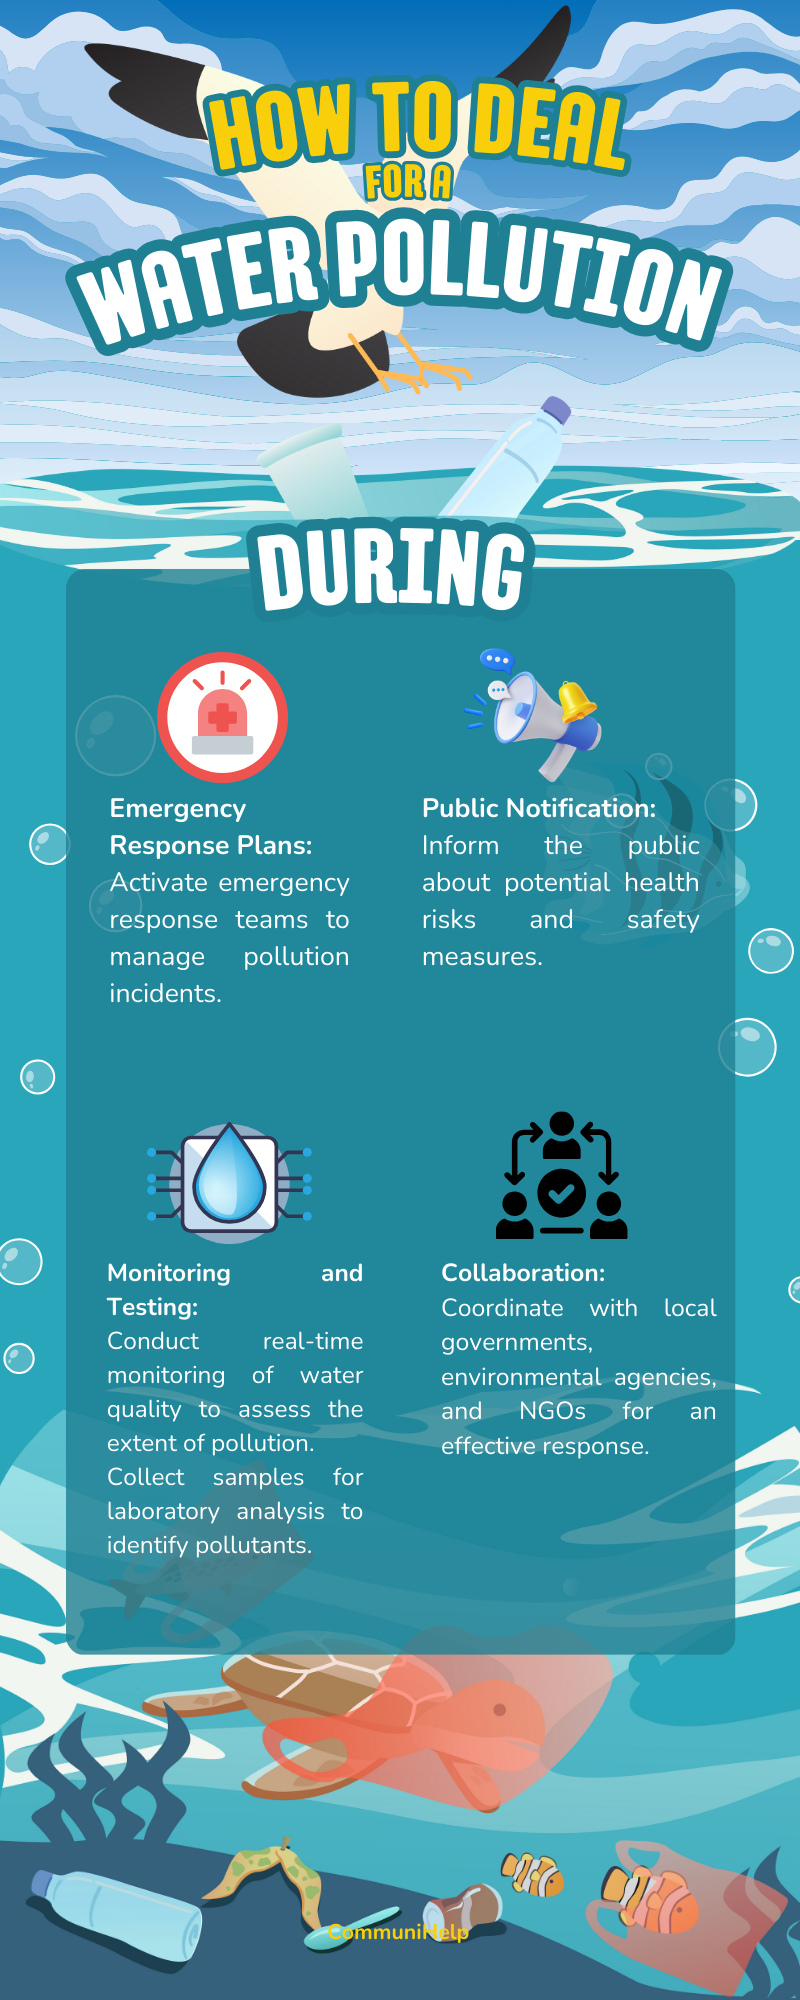 HOW TO DEAL
FOR A
WATER POLLUTION
DURING
Emergency
Response Plans:
Activate emergency
response teams to
manage pollution
incidents.
Public Notification:
Inform the public
about potential health
risks and safety
measures.
Monitoring and
Testing:
Conduct real-time
monitoring of water
quality to assess the
extent of pollution.
Collect samples for
laboratory analysis to
identify pollutants.
Collaboration:
Coordinate with local
governments,
environmental agencies,
and NGOs for an
effective response.
CommuniHelp